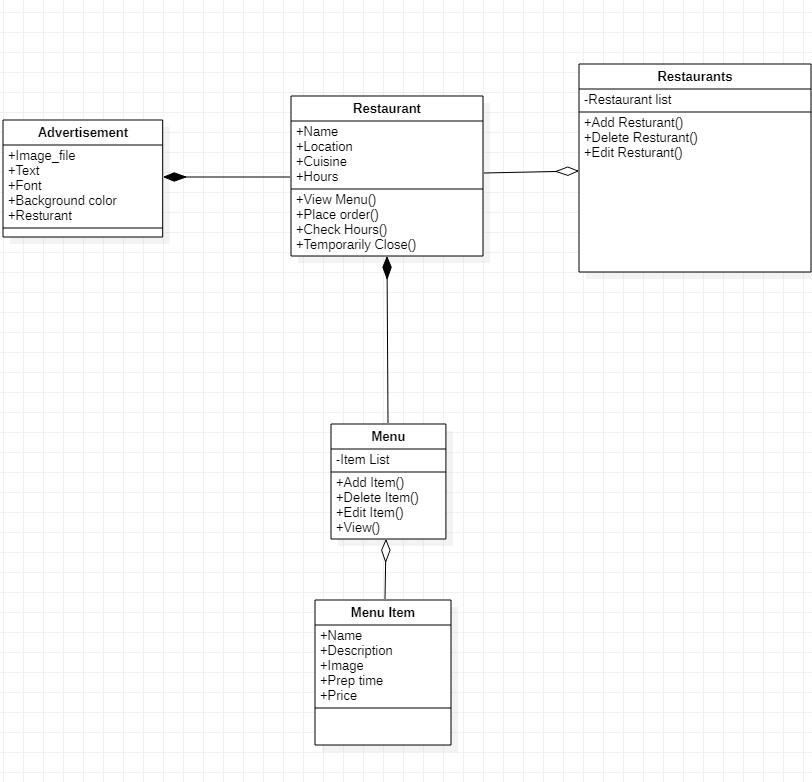 Advertisement
+Image_file
+Text
+Font
+Background color
+Resturant
Restaurant
+Name
+Location
+Cuisine
+Hours
+View Menu()
+Place order()
+Check Hours()
+Temporarily Close()
Restaurants
-Restaurant list
+Add Resturant()
+Delete Resturant()
+Edit Resturant()
Menu
-Item List
+Add Item()
+Delete Item()
+Edit Item()
+View()
Menu Item
+Name
+Description
+Image
+Prep time
+Price